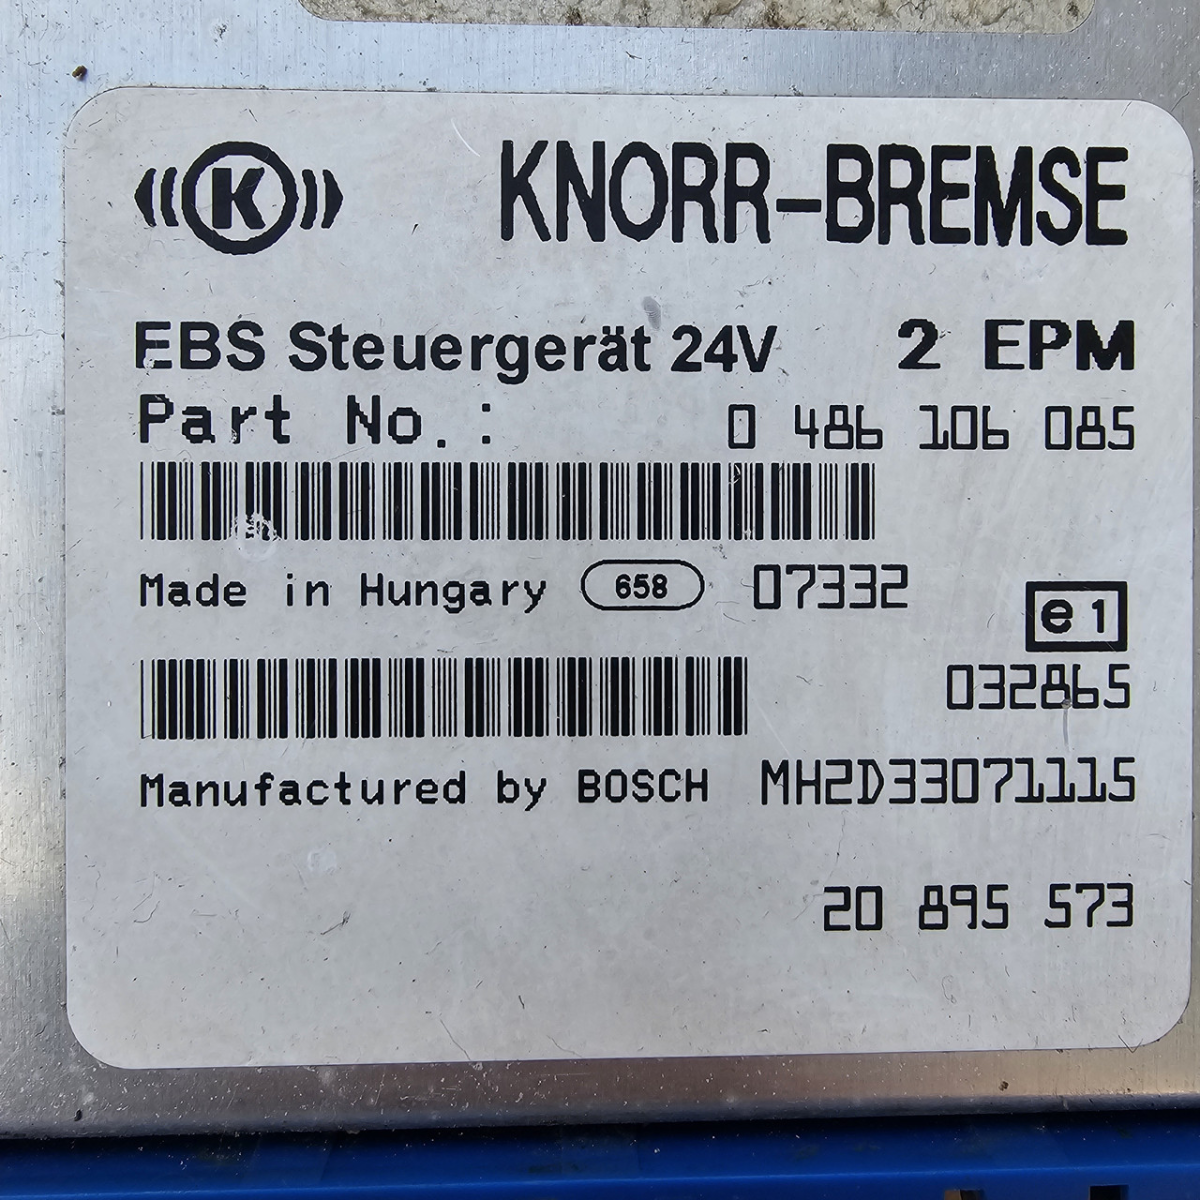 K KNORR-BREMSE
EBS Steuergerät 24V 2 EPM
Part No.: 0 486 106 085
Made in Hungary 658 07332
e1
032865
Manufactured by BOSCH MH2D33071115
20 895 573